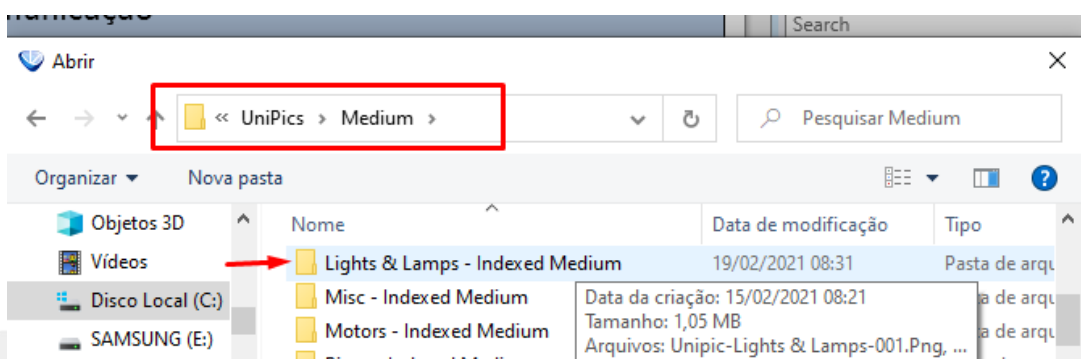 Search
Abrir
« UniPics › Medium ›
Pesquisar Medium
Organizar
Nova pasta
Objetos 3D
Vídeos
Disco Local (C:)
SAMSUNG (E:)
Nome Data de modificação Tipo
Lights & Lamps - Indexed Medium 19/02/2021 08:31 Pasta de arqu
Misc - Indexed Medium
Motors - Indexed Medium
Data da criação: 15/02/2021 08:21
Tamanho: 1,05 MB
Arquivos: Unipic-Lights & Lamps-001.Png, ...